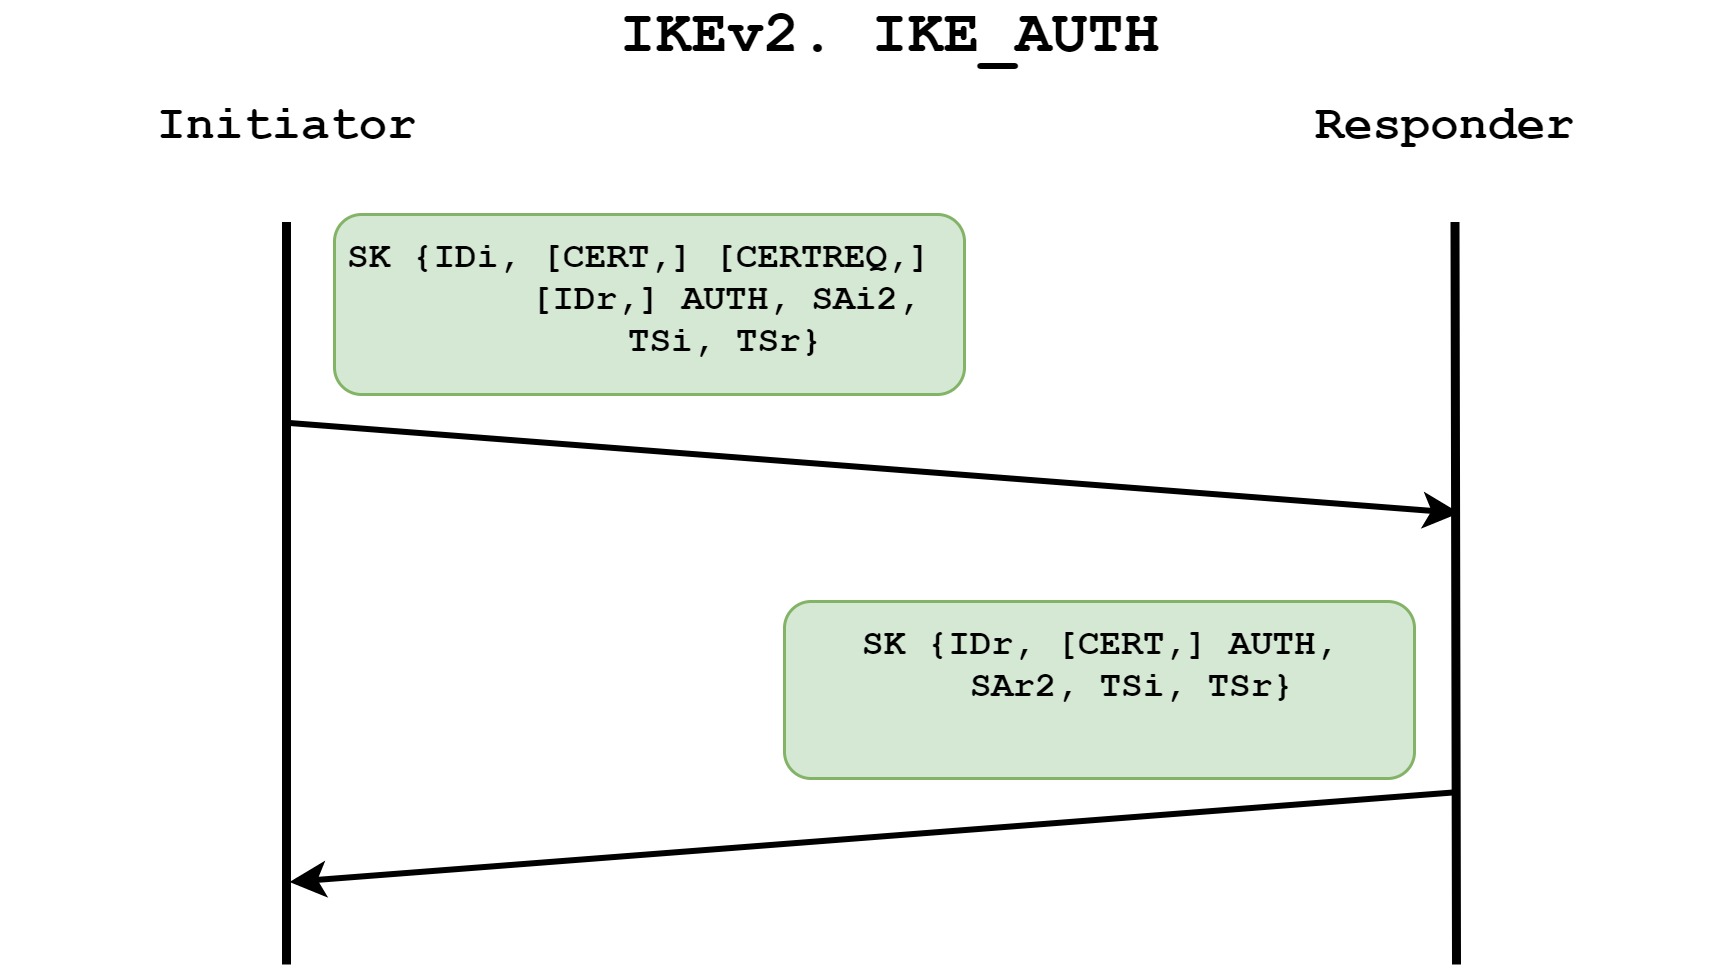 IKEv2. IKE_AUTH
Initiator
Responder
SK {IDi, [CERT,] [CERTREQ,]
[IDr,] AUTH, SAi2,
TSi, TSr}
SK {IDr, [CERT,] AUTH,
SAr2, TSi, TSr}